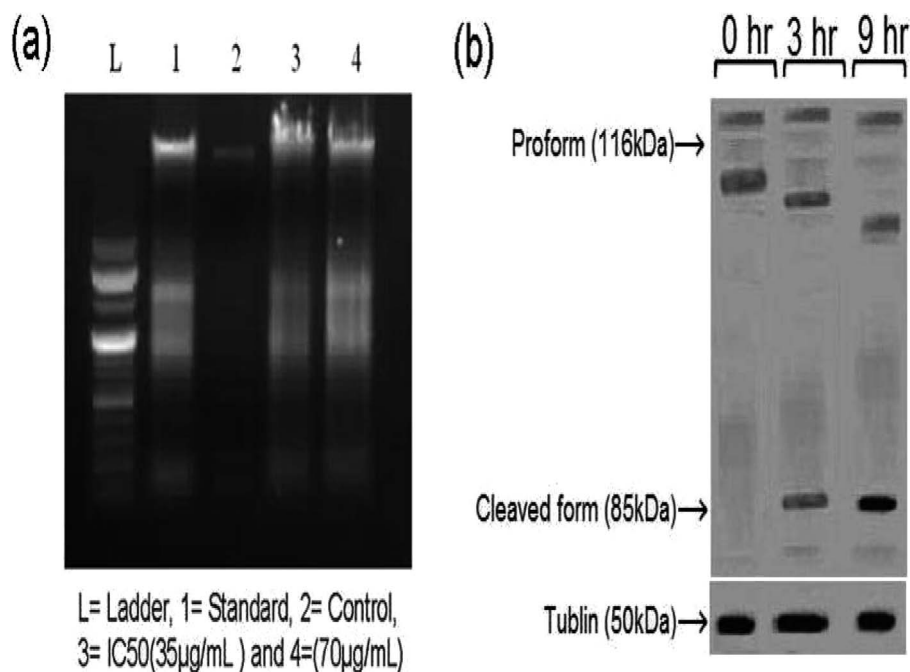 (a)
L 1 2 3 4
L= Ladder, 1= Standard, 2= Control,
3= IC50(35µg/mL ) and 4=(70µg/mL)
(b)
0 hr 3 hr 9 hr
Proform (116kDa)→
Cleaved form (85kDa)→
Tublin (50kDa)→